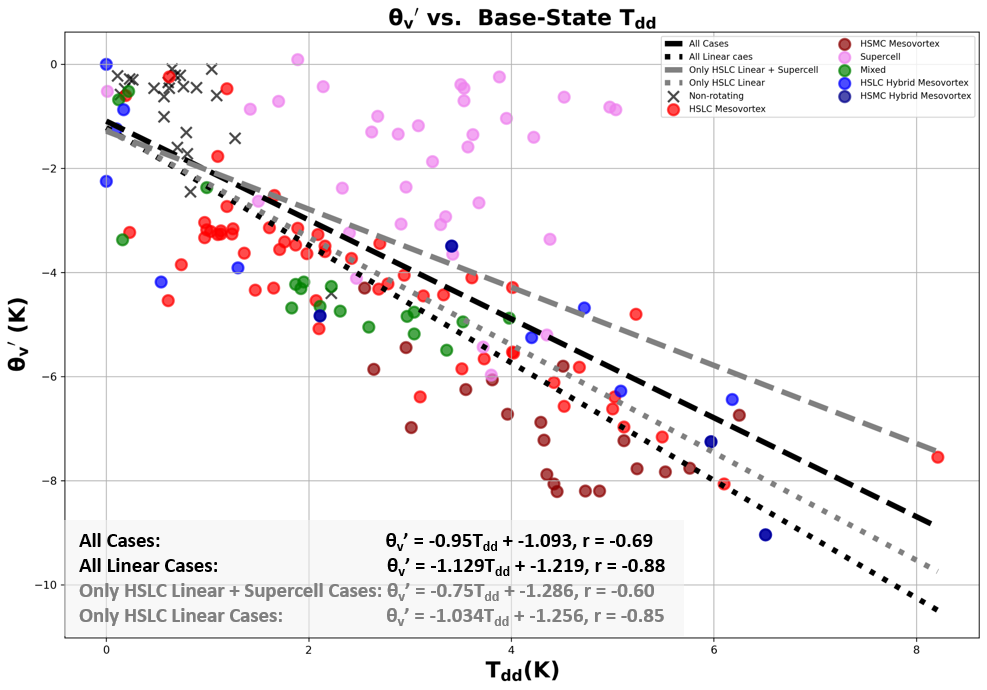 θv′ vs. Base-State Tdd
All Cases
All Linear caes
Only HSLC Linear + Supercell
Only HSLC Linear
Non-rotating
HSLC Mesovortex
HSMC Mesovortex
Supercell
Mixed
HSLC Hybrid Mesovortex
HSMC Hybrid Mesovortex
0
−2
−4
−6
−8
−10
θv′ (K)
All Cases: θv’ = -0.95Tdd + -1.093, r = -0.69
All Linear Cases: θv’ = -1.129Tdd + -1.219, r = -0.88
Only HSLC Linear + Supercell Cases: θv’ = -0.75Tdd + -1.286, r = -0.60
Only HSLC Linear Cases: θv’ = -1.034Tdd + -1.256, r = -0.85
0 2 4 6 8
Tdd(K)